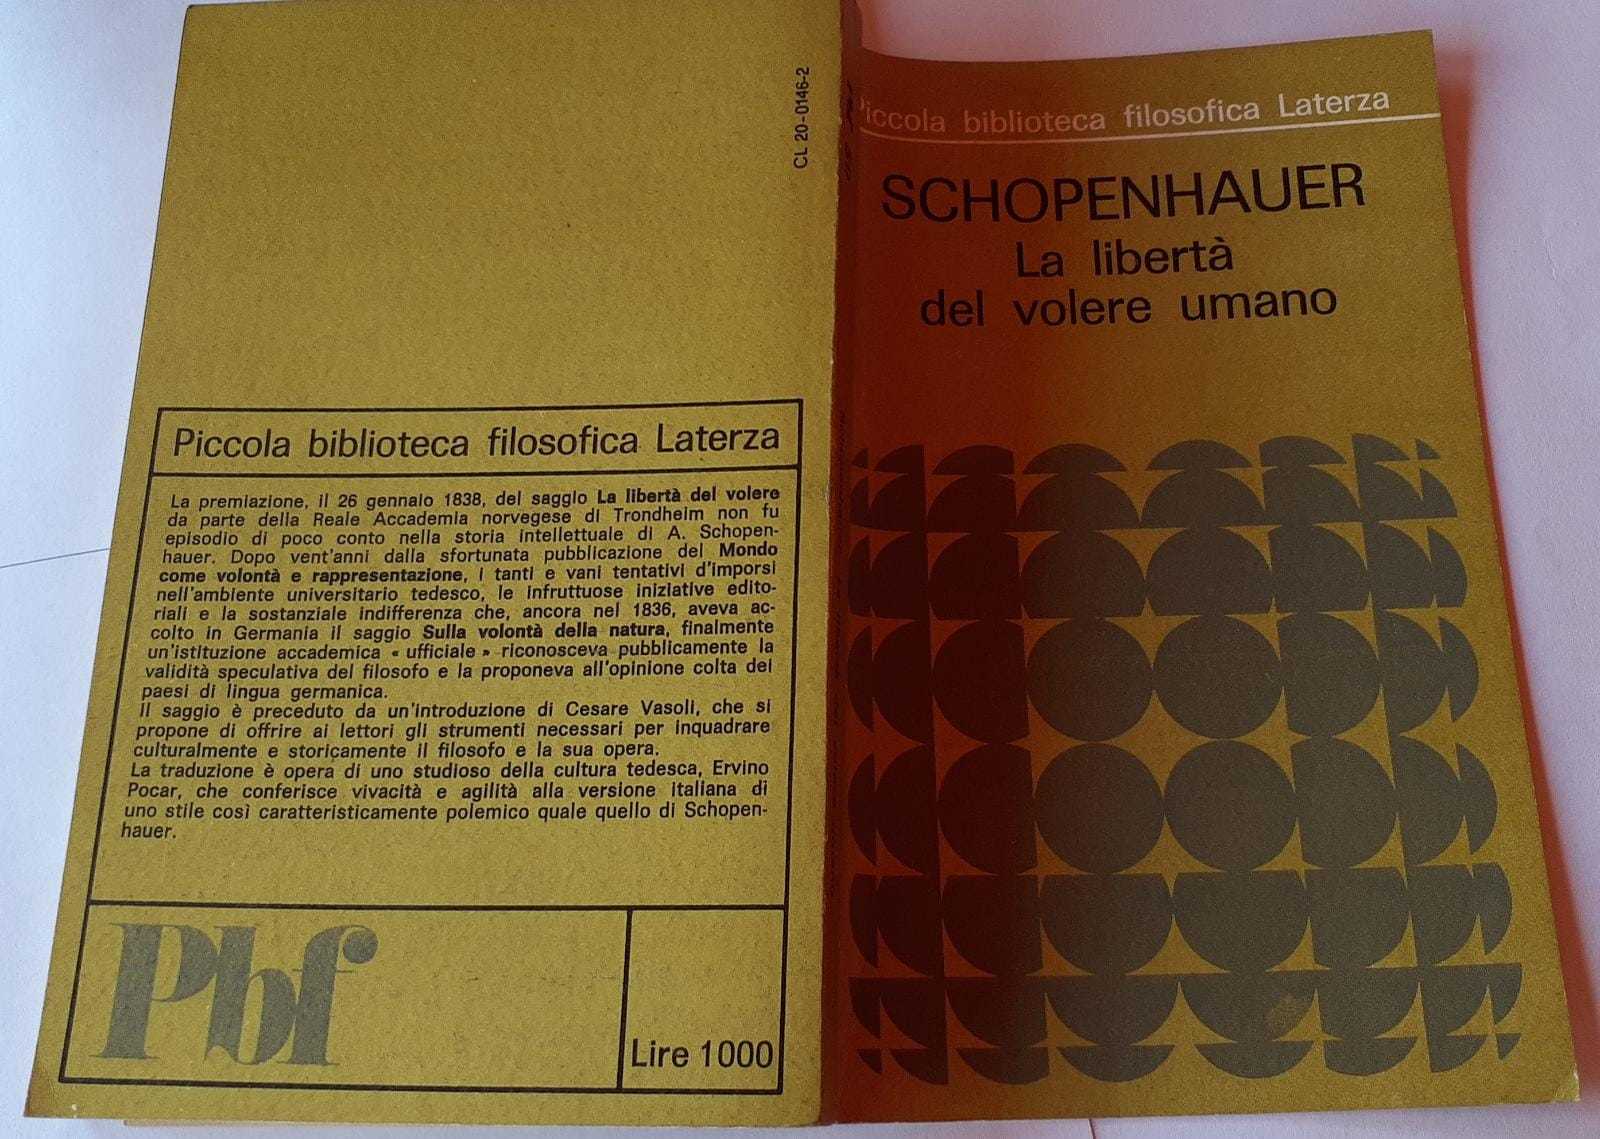 CL 20-0146-2
Piccola biblioteca filosofica Laterza
La premiazione, il 26 gennaio 1838, del saggio La libertà del volere
da parte della Reale Accademia norvegese di Trondheim non fu
episodio di poco conto nella storia intellettuale di A. Schopen-
hauer. Dopo vent'anni dalla sfortunata pubblicazione del Mondo
come volontà e rappresentazione, i tanti e vani tentativi d'imporsi
nell'ambiente universitario tedesco, le infruttuose iniziative edito-
riali e la sostanziale indifferenza che, ancora nel 1836, aveva ac-
colto in Germania il saggio Sulla volontà della natura, finalmente
un'istituzione accademica « ufficiale » riconosceva pubblicamente la
validità speculativa del filosofo e la proponeva all'opinione colta dei
paesi di lingua germanica.
Il saggio è preceduto da un'introduzione di Cesare Vasoli, che si
propone di offrire ai lettori gli strumenti necessari per inquadrare
culturalmente e storicamente il filosofo e la sua opera.
La traduzione è opera di uno studioso della cultura tedesca, Ervino
Pocar, che conferisce vivacità e agilità alla versione italiana di
uno stile così caratteristicamente polemico quale quello di Schopen-
hauer.
Pbf
Lire 1000
Piccola biblioteca filosofica Laterza
SCHOPENHAUER
La libertà
del volere umano